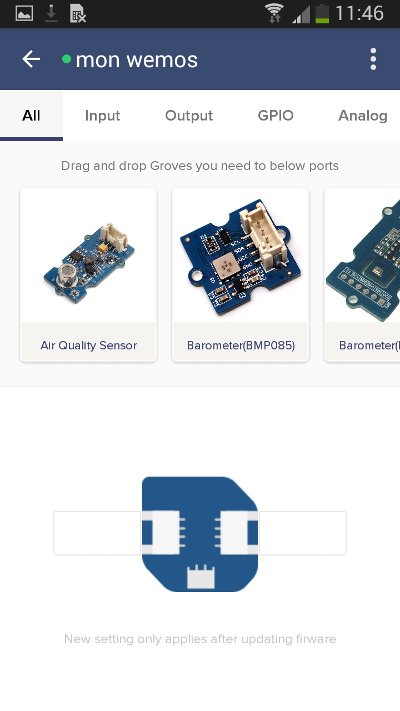 11:46
mon wemos
All Input Output GPIO Analog
Drag and drop Groves you need to below ports
Air Quality Sensor Barometer(BMP085) Barometer(
New setting only applies after updating firware